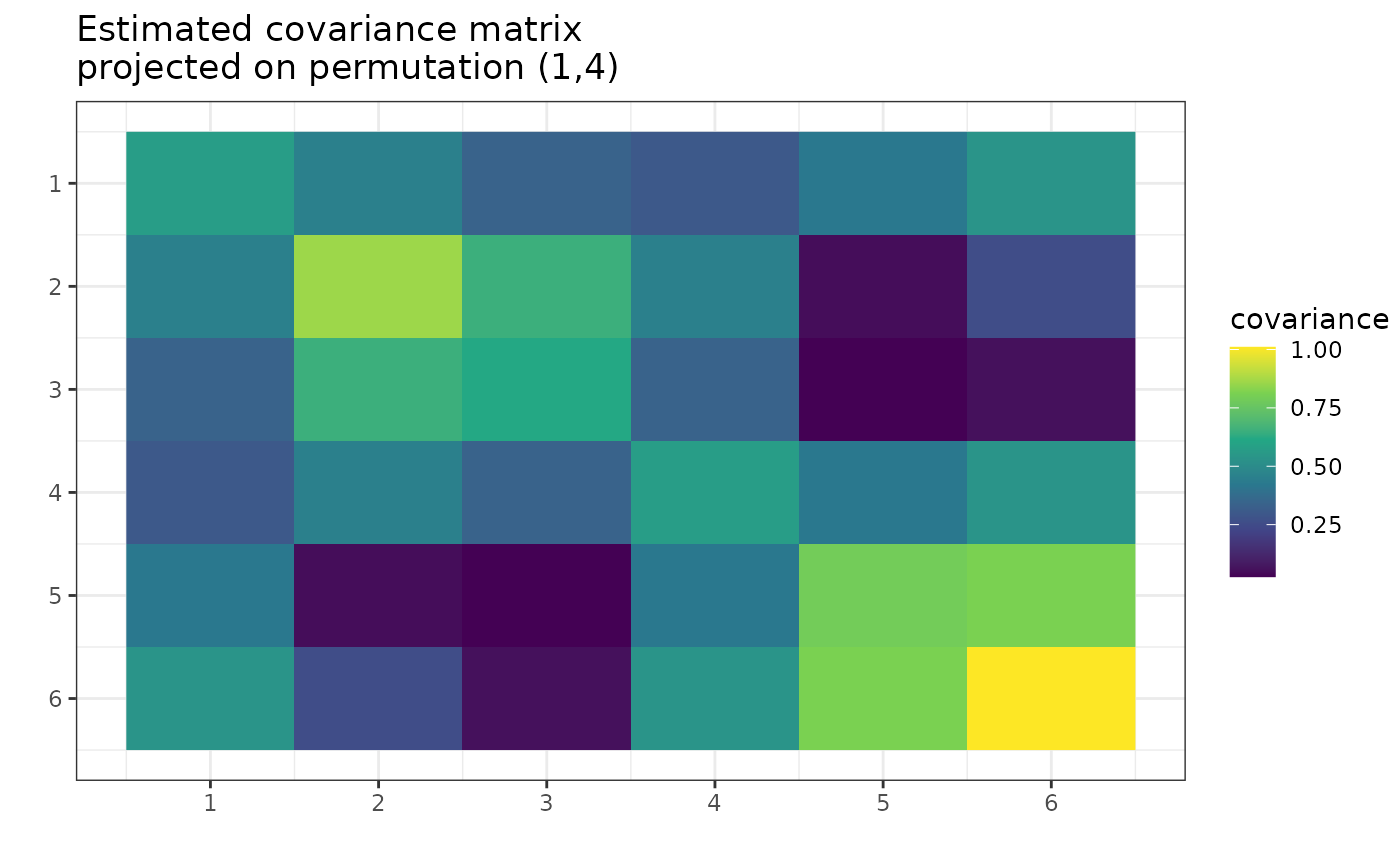 Estimated covariance matrix
projected on permutation (1,4)
1
2
3
4
5
6
1 2 3 4 5 6
covariance
1.00
0.75
0.50
0.25